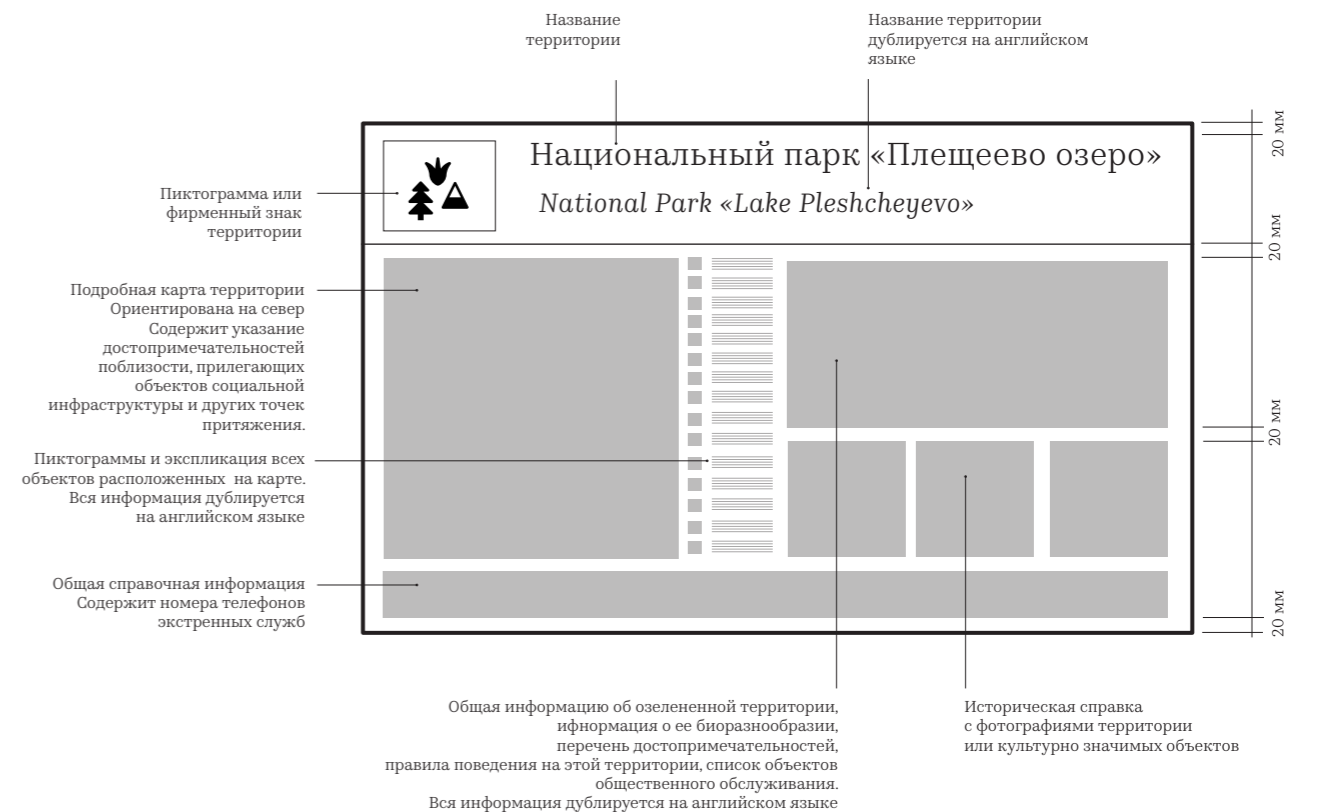 Название
территории
Название территории
дублируется на английском
языке
20 мм
Национальный парк «Плещеево озеро»
National Park «Lake Pleshcheyevo»
Пиктограмма или
фирменный знак
территории
20 мм
Подробная карта территории
Ориентирована на север
Содержит указание
достопримечательностей
поблизости, прилегающих
объектов социальной
инфраструктуры и других точек
притяжения.
20 мм
Пиктограммы и экспликация всех
объектов расположенных на карте.
Вся информация дублируется
на английском языке
Общая справочная информация
Содержит номера телефонов
экстренных служб
20 мм
Общая информацию об озелененной территории,
ифнормация о ее биоразнообразии,
перечень достопримечательностей,
правила поведения на этой территории, список объектов
общественного обслуживания.
Вся информация дублируется на английском языке
Историческая справка
с фотографиями территории
или культурно значимых объектов